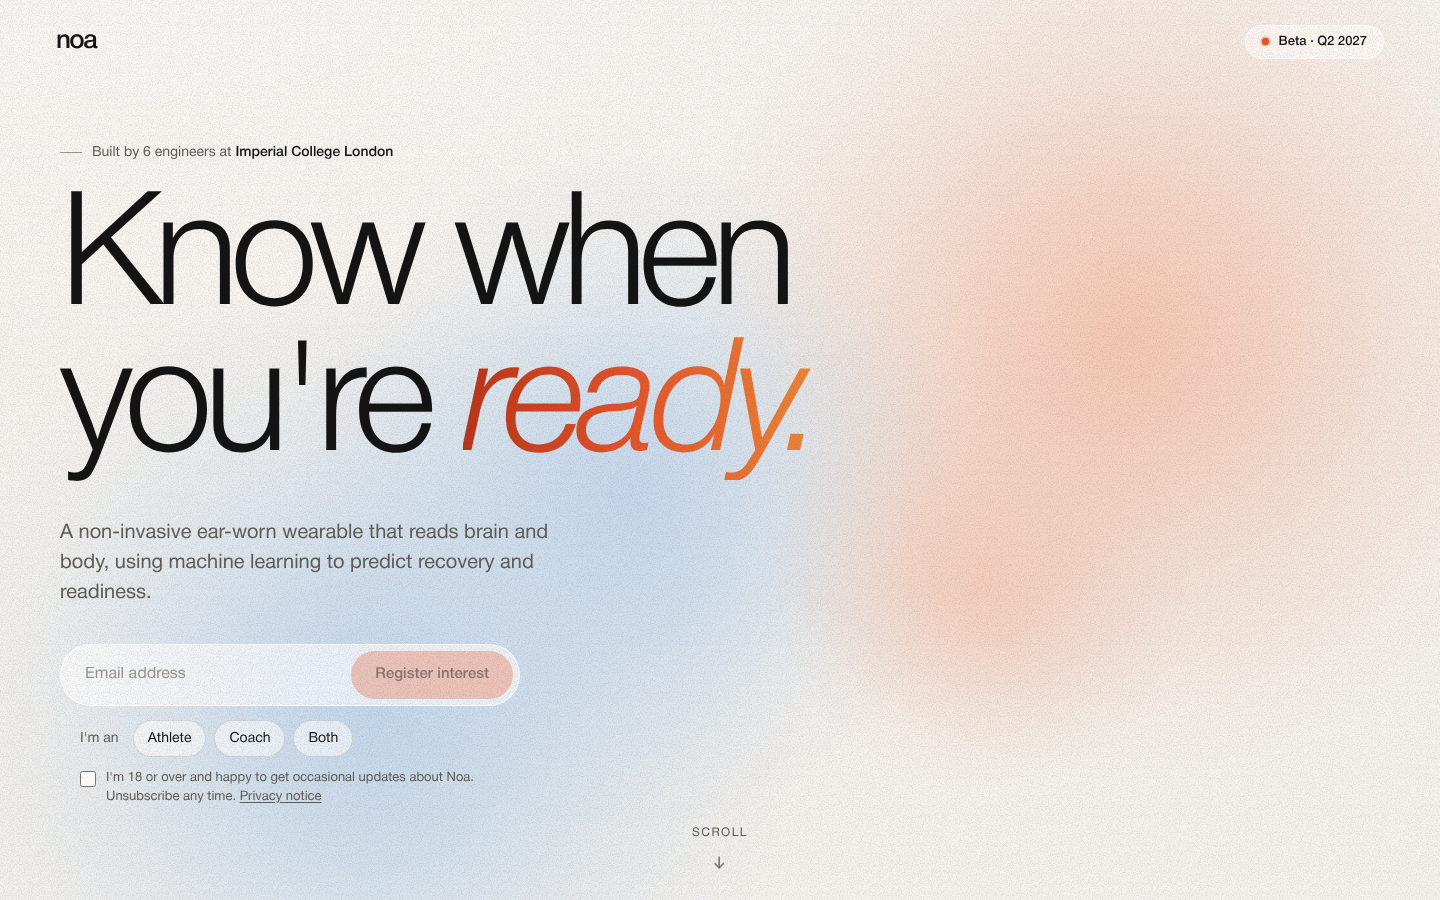 noa
Beta · Q2 2027
Built by 6 engineers at Imperial College London
Know when
you're ready.
A non-invasive ear-worn wearable that reads brain and
body, using machine learning to predict recovery and
readiness.
Email address
Register interest
I'm an
Athlete
Coach
Both
I'm 18 or over and happy to get occasional updates about Noa.
Unsubscribe any time. Privacy notice
SCROLL